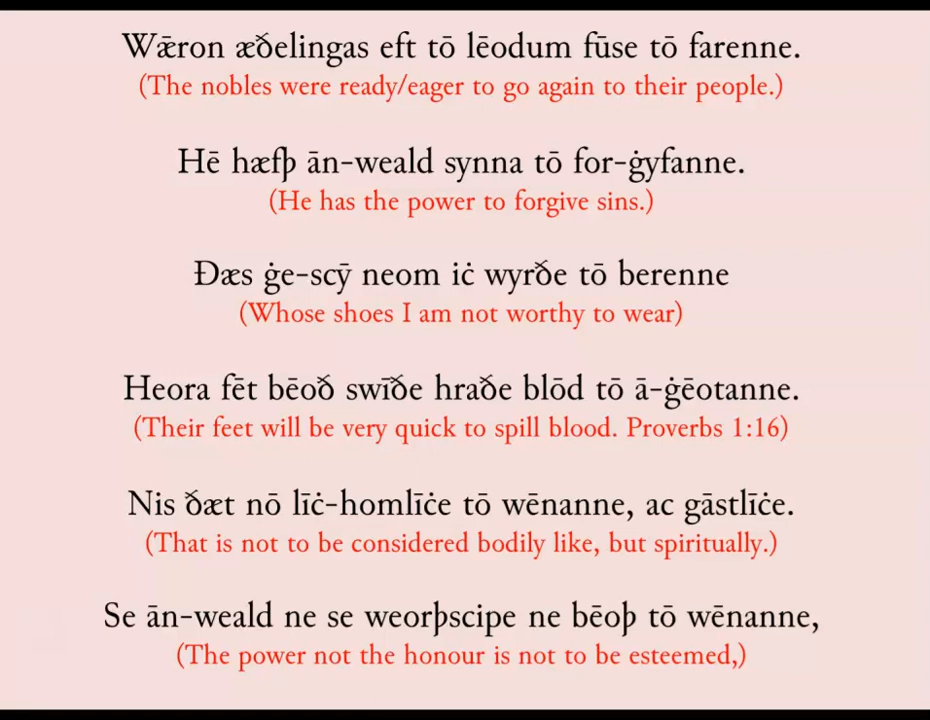 Wǣron æðelingas eft tō lēodum fūse tō farenne.
(The nobles were ready/eager to go again to their people.)
Hē hæfþ ān-weald synna tō for-ġyfanne.
(He has the power to forgive sins.)
Ðæs ġe-scȳ neom iċ wyrðe tō berenne
(Whose shoes I am not worthy to wear)
Heora fēt bēoð swīðe hraðe blōd tō ā-ġēotanne.
(Their feet will be very quick to spill blood. Proverbs 1:16)
Nis ðæt nō līċ-homlīċe tō wēnanne, ac gāstlīċe.
(That is not to be considered bodily like, but spiritually.)
Se ān-weald ne se weorþscipe ne bēoþ tō wēnanne,
(The power not the honour is not to be esteemed,)